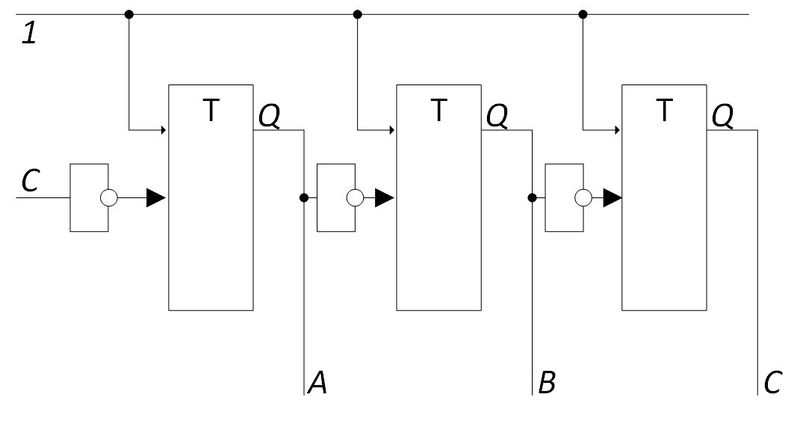 1
T Q T Q T Q
C
A B C